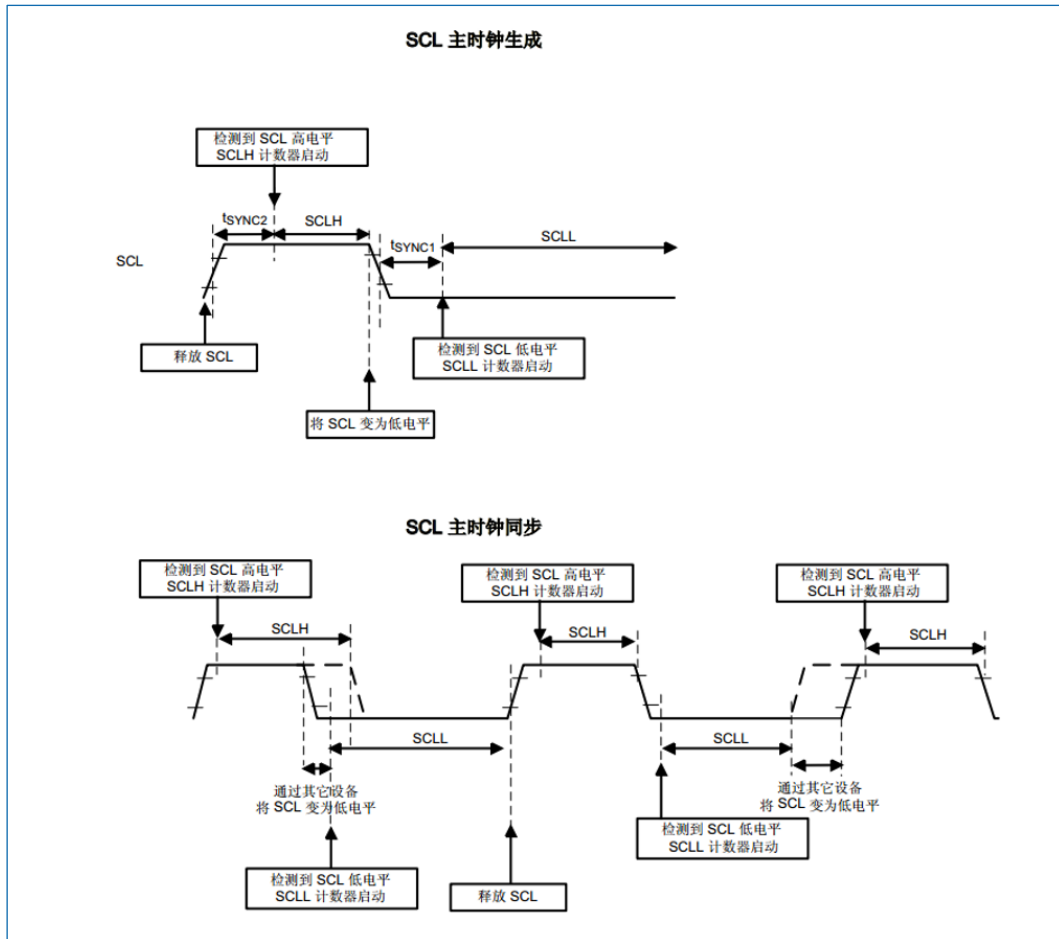 SCL 主时钟生成
检测到 SCL 高电平
SCLH 计数器启动
tSYNC2
SCLH
tSYNC1
SCLL
SCL
释放 SCL
检测到 SCL 低电平
SCLL 计数器启动
将 SCL 变为低电平
SCL 主时钟同步
检测到 SCL 高电平
SCLH 计数器启动
检测到 SCL 高电平
SCLH 计数器启动
检测到 SCL 高电平
SCLH 计数器启动
SCLH
SCLH
SCLH
SCLL
SCLL
通过其它设备
将 SCL 变为低电平
通过其它设备
将 SCL 变为低电平
检测到 SCL 低电平
SCLL 计数器启动
检测到 SCL 低电平
SCLL 计数器启动
释放 SCL